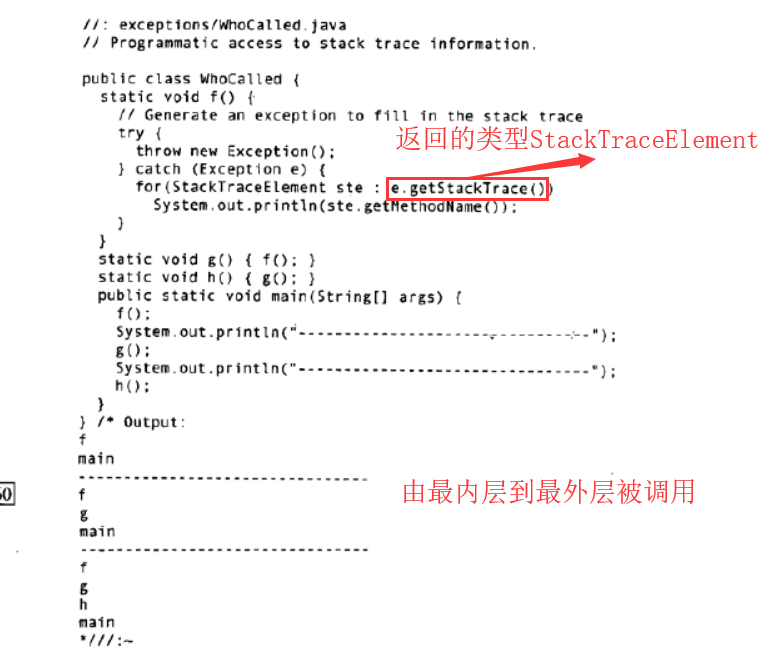 //: exceptions/WhoCalled.java
// Programmatic access to stack trace information.
public class WhoCalled {
static void f() {
// Generate an exception to fill in the stack trace
返回的类型StackTraceElement
try {
throw new Exception();
} catch (Exception e) {
for(StackTraceElement ste : e.getStackTrace())
System.out.println(ste.getMethodName());
}
}
static void g() { f(); }
static void h() { g(); }
public static void main(String[] args) {
f();
System.out.println("--------------------------------");
g();
System.out.println("--------------------------------");
h();
}
} /* Output:
f
main
--------------------------------
f
由最内层到最外层被调用
g
main
--------------------------------
f
g
h
main
*///:~